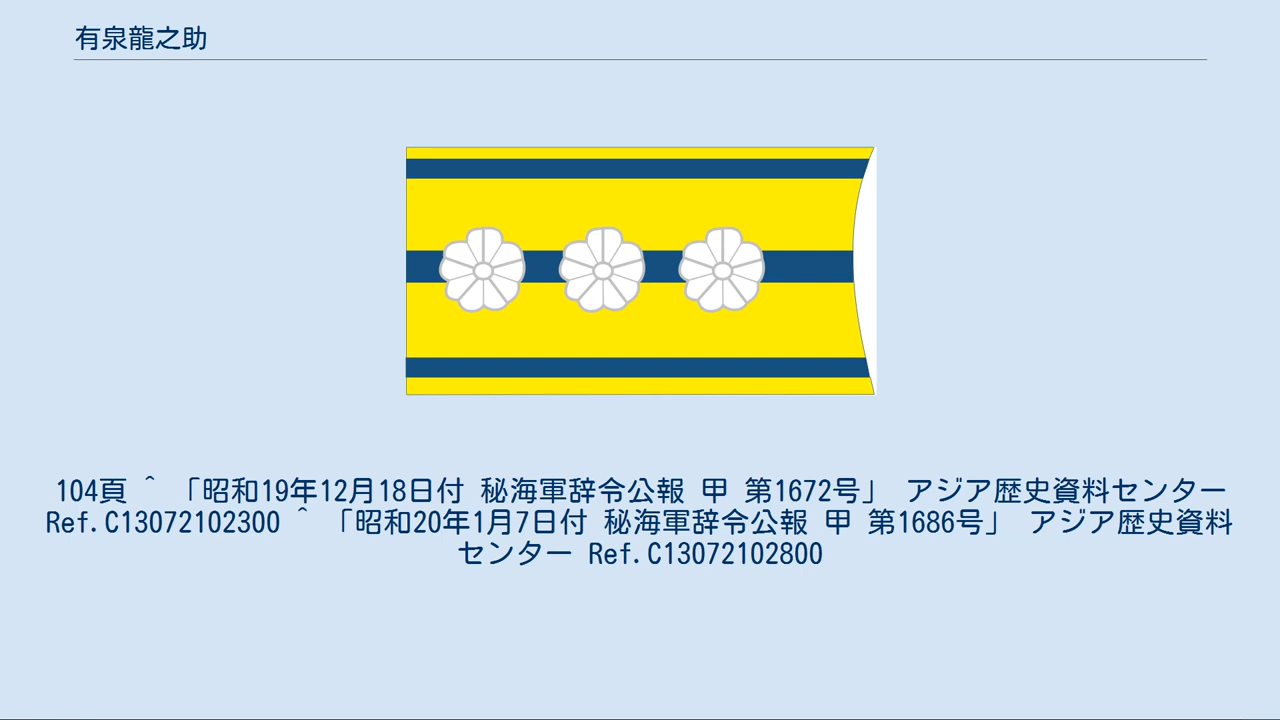 有泉龍之助
104頁 ^ 「昭和19年12月18日付 秘海軍辞令公報 甲 第1672号」 アジア歴史資料センター
Ref.C13072102300 ^ 「昭和20年1月7日付 秘海軍辞令公報 甲 第1686号」 アジア歴史資料
センター Ref.C13072102800